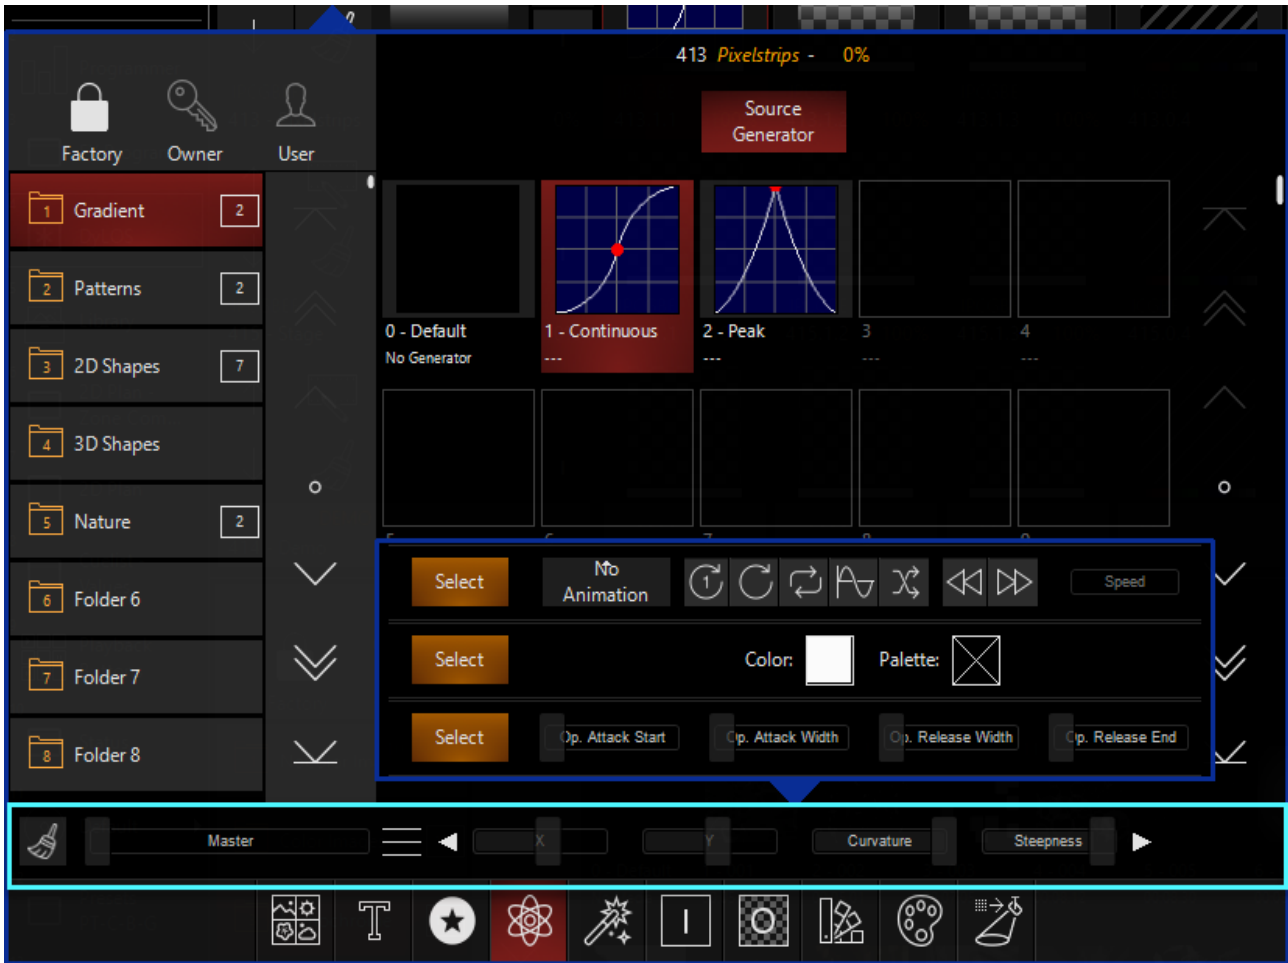 413 Pixelstrips - 0%
Source
Generator
Factory Owner User
1 Gradient 2
2 Patterns 2
3 2D Shapes 7
4 3D Shapes
5 Nature 2
6 Folder 6
7 Folder 7
8 Folder 8
0 - Default
No Generator
1 - Continuous
---
2 - Peak
---
3
---
4
---
Select No
Animation 1 Speed
Select Color: Palette:
Select Op. Attack Start Op. Attack Width Op. Release Width Op. Release End
Master X Y Curvature Steepness
T I O